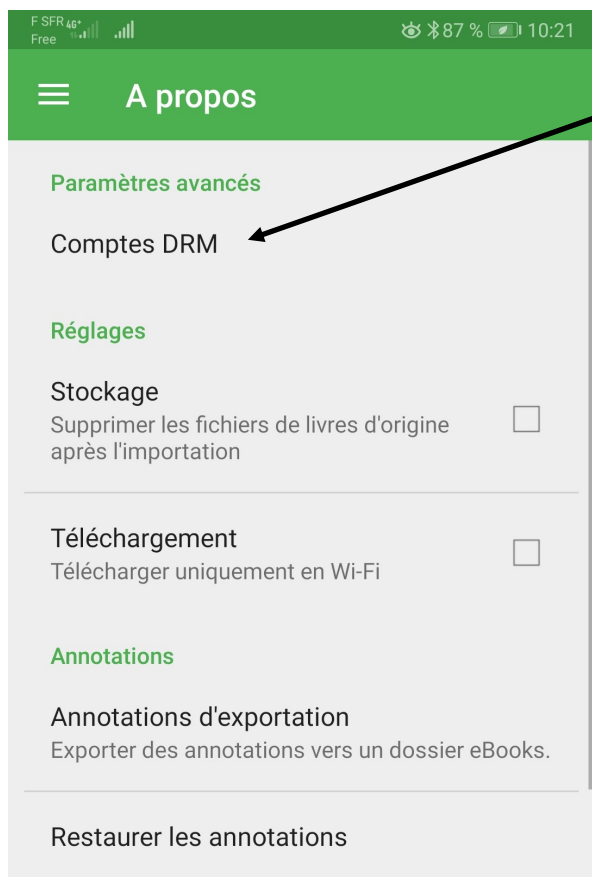 F SFR 4G+
Free
87 % 10:21
A propos
Paramètres avancés
Comptes DRM
Réglages
Stockage
Supprimer les fichiers de livres d'origine
après l'importation
Téléchargement
Télécharger uniquement en Wi-Fi
Annotations
Annotations d'exportation
Exporter des annotations vers un dossier eBooks.
Restaurer les annotations